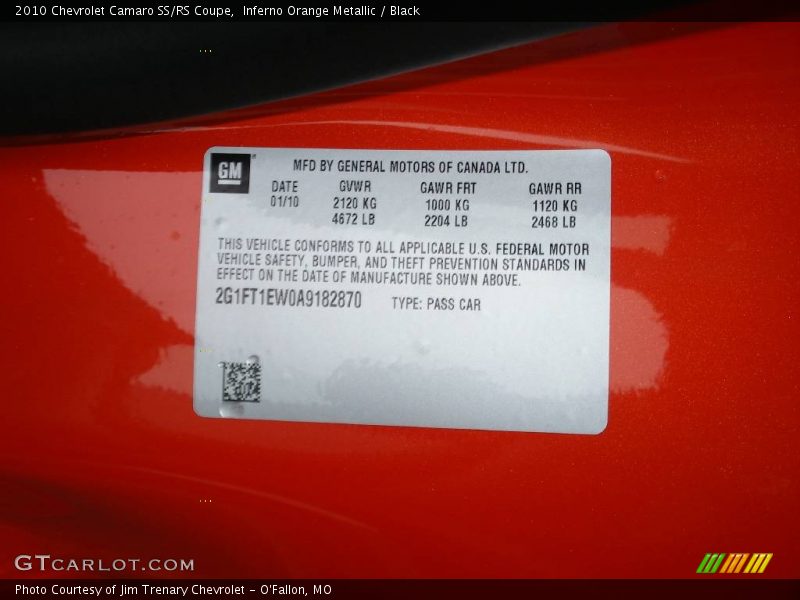 2010 Chevrolet Camaro SS/RS Coupe, Inferno Orange Metallic / Black
GM
MFD BY GENERAL MOTORS OF CANADA LTD.
DATE GVWR GAWR FRT GAWR RR
01/10 2120 KG 1000 KG 1120 KG
4672 LB 2204 LB 2468 LB
THIS VEHICLE CONFORMS TO ALL APPLICABLE U.S. FEDERAL MOTOR
VEHICLE SAFETY, BUMPER, AND THEFT PREVENTION STANDARDS IN
EFFECT ON THE DATE OF MANUFACTURE SHOWN ABOVE.
2G1FT1EW0A9182870 TYPE: PASS CAR
GTCARLOT.COM
Photo Courtesy of Jim Trenary Chevrolet - O'Fallon, MO